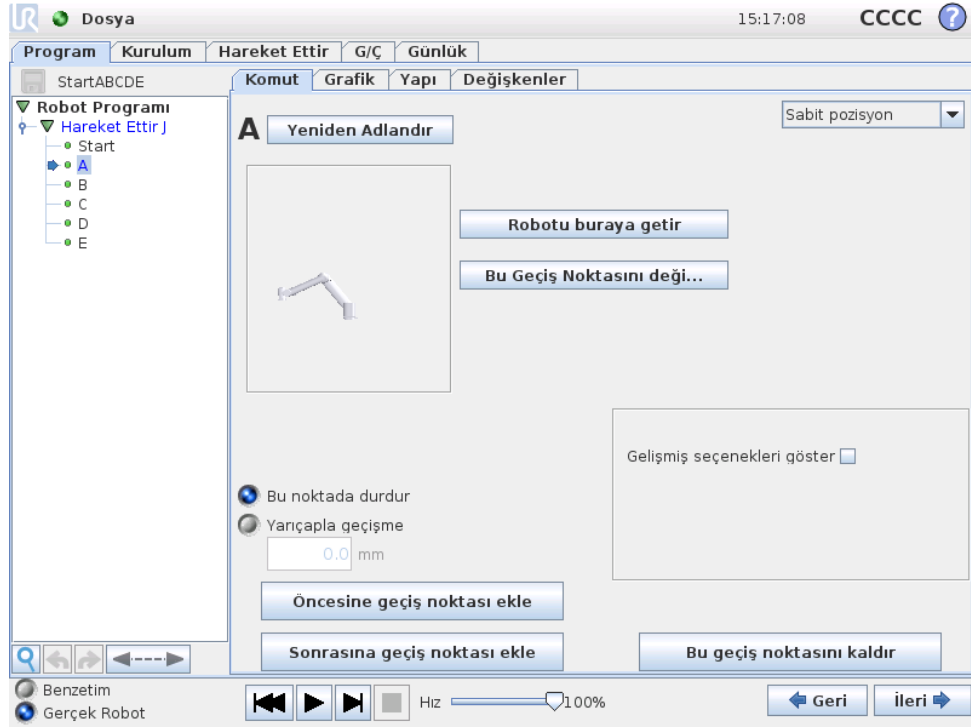 UR Dosya 15:17:08 CCCC ?
Program Kurulum Hareket Ettir G/Ç Günlük
StartABCDE
Komut Grafik Yapı Değişkenler
Robot Programı
Hareket Ettir J
Start
A
B
C
D
E
A Yeniden Adlandır
Sabit pozisyon
Robotu buraya getir
Bu Geçiş Noktasını deği...
Gelişmiş seçenekleri göster
Bu noktada durdur
Yarıçapla geçişme
0.0 mm
Öncesine geçiş noktası ekle
Sonrasına geçiş noktası ekle
Bu geçiş noktasını kaldır
Benzetim
Gerçek Robot
Hız 100%
Geri
İleri